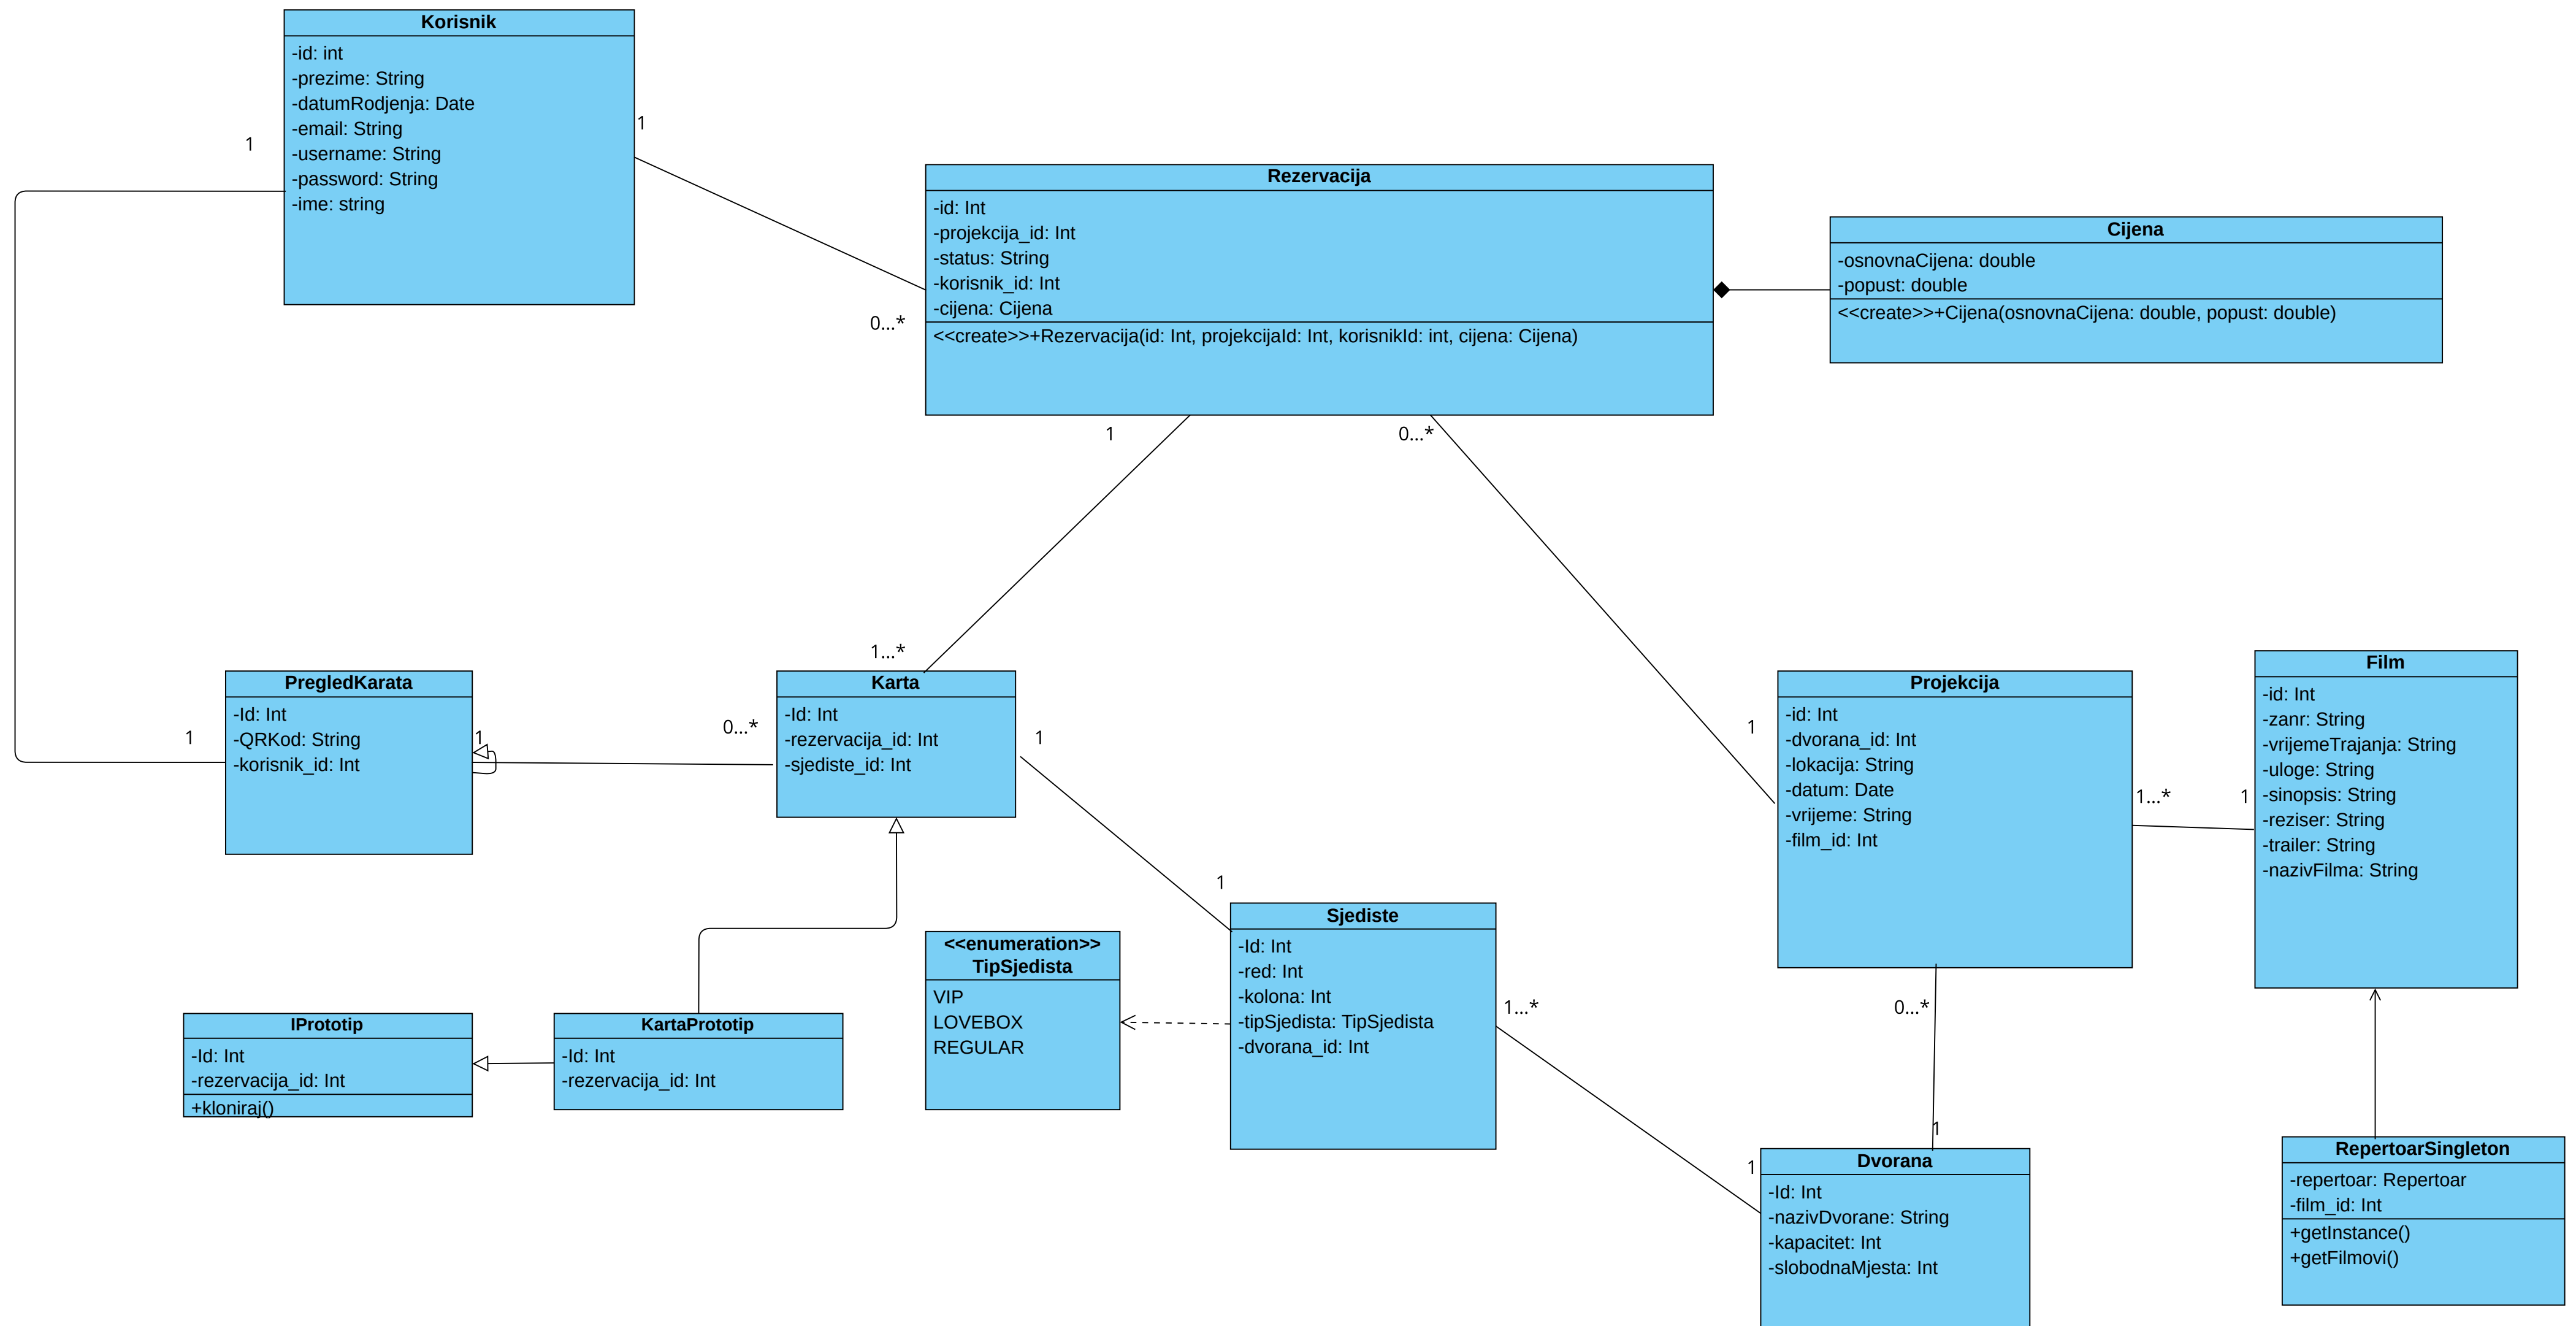 Korisnik
-id: int
-prezime: String
-datumRodjenja: Date
-email: String
-username: String
-password: String
-ime: string
1
1
0...*
Rezervacija
-id: Int
-projekcija_id: Int
-status: String
-korisnik_id: Int
-cijena: Cijena
<<create>>+Rezervacija(id: Int, projekcijaId: Int, korisnikId: int, cijena: Cijena)
Cijena
-osnovnaCijena: double
-popust: double
<<create>>+Cijena(osnovnaCijena: double, popust: double)
1
0...*
1...*
1
PregledKarata
-Id: Int
-QRKod: String
-korisnik_id: Int
1
1
0...*
Karta
-Id: Int
-rezervacija_id: Int
-sjediste_id: Int
1
1
Projekcija
-id: Int
-dvorana_id: Int
-lokacija: String
-datum: Date
-vrijeme: String
-film_id: Int
1...*
1
Film
-id: Int
-zanr: String
-vrijemeTrajanja: String
-uloge: String
-sinopsis: String
-reziser: String
-trailer: String
-nazivFilma: String
IPrototip
-Id: Int
-rezervacija_id: Int
+kloniraj()
KartaPrototip
-Id: Int
-rezervacija_id: Int
<<enumeration>>
TipSjedista
VIP
LOVEBOX
REGULAR
Sjediste
-Id: Int
-red: Int
-kolona: Int
-tipSjedista: TipSjedista
-dvorana_id: Int
1...*
1
0...*
1
Dvorana
-Id: Int
-nazivDvorane: String
-kapacitet: Int
-slobodnaMjesta: Int
RepertoarSingleton
-repertoar: Repertoar
-film_id: Int
+getInstance()
+getFilmovi()